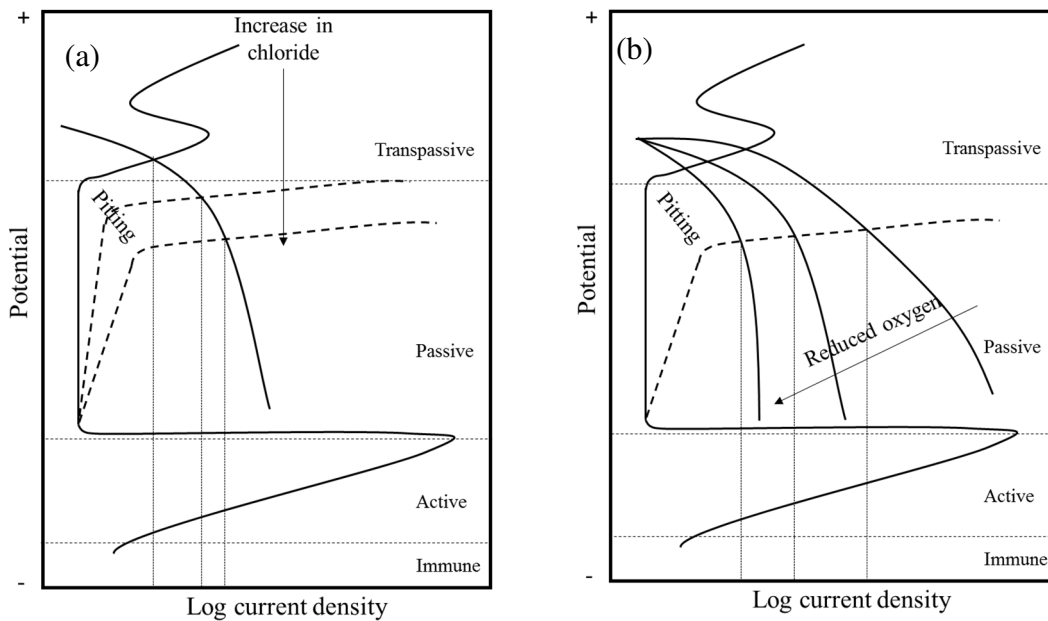 +
(a)
Increase in
chloride
Transpassive
Pitting
Potential
Passive
Active
Immune
-
Log current density
+
(b)
Transpassive
Pitting
Potential
Reduced oxygen
Passive
Active
Immune
-
Log current density